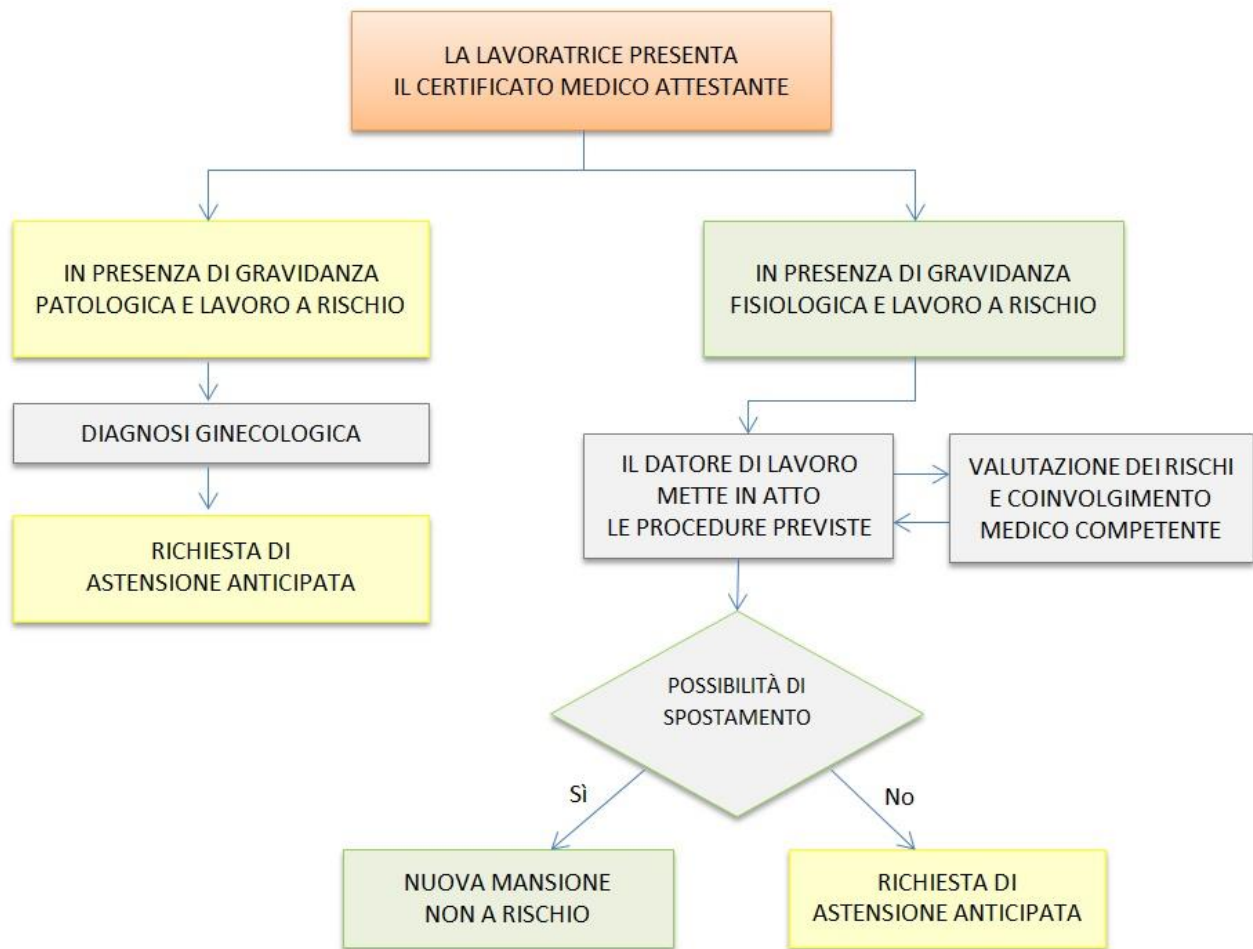 LA LAVORATRICE PRESENTA
IL CERTIFICATO MEDICO ATTESTANTE
IN PRESENZA DI GRAVIDANZA
PATOLOGICA E LAVORO A RISCHIO
DIAGNOSI GINECOLOGICA
RICHIESTA DI
ASTENSIONE ANTICIPATA
IN PRESENZA DI GRAVIDANZA
FISIOLOGICA E LAVORO A RISCHIO
IL DATORE DI LAVORO
METTE IN ATTO
LE PROCEDURE PREVISTE
VALUTAZIONE DEI RISCHI
E COINVOLGIMENTO
MEDICO COMPETENTE
POSSIBILITÀ DI
SPOSTAMENTO
Sì
No
NUOVA MANSIONE
NON A RISCHIO
RICHIESTA DI
ASTENSIONE ANTICIPATA